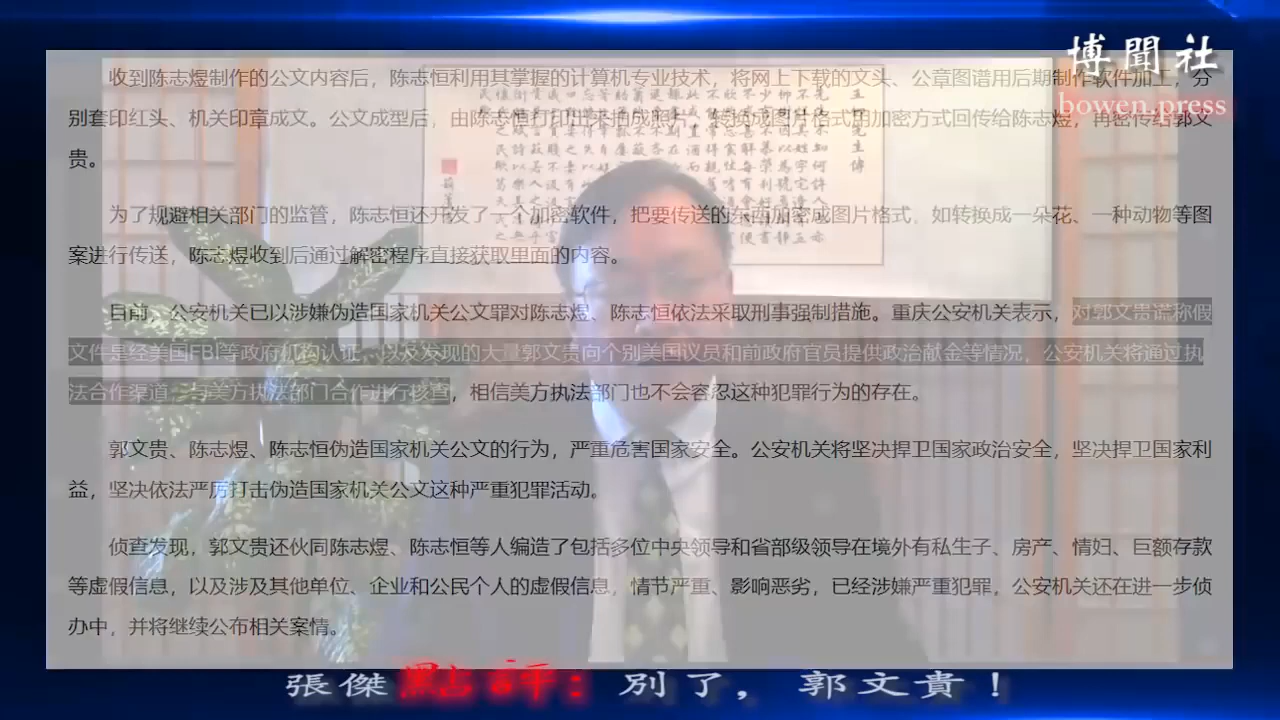 博聞社
bowen.press
收到陈志煜制作的公文内容后，陈志恒利用其掌握的计算机专业技术，将网上下载的文头、公章图谱用后期制作软件加工，分
别套印红头、机关印章成文。公文成型后，由陈志恒打印出来拍成照片，转换成图片格式用加密方式回传给陈志煜，再密传给郭文
贵。
为了规避相关部门的监管，陈志恒还开发了一个加密软件，把要传送的东西加密成图片格式，如转换成一朵花、一种动物等图
案进行传送，陈志煜收到后通过解密程序直接获取里面的内容。
目前，公安机关已以涉嫌伪造国家机关公文罪对陈志煜、陈志恒依法采取刑事强制措施。重庆公安机关表示，对郭文贵谎称假
文件是经美国FBI等政府机构认证，以及发现的大量郭文贵向个别美国议员和前政府官员提供政治献金等情况，公安机关将通过执
法合作渠道，与美方执法部门合作进行核查，相信美方执法部门也不会容忍这种犯罪行为的存在。
郭文贵、陈志煜、陈志恒伪造国家机关公文的行为，严重危害国家安全。公安机关将坚决捍卫国家政治安全，坚决捍卫国家利
益，坚决依法严厉打击伪造国家机关公文这种严重犯罪活动。
侦查发现，郭文贵还伙同陈志煜、陈志恒等人编造了包括多位中央领导和省部级领导在境外有私生子、房产、情妇、巨额存款
等虚假信息，以及涉及其他单位、企业和公民个人的虚假信息，情节严重、影响恶劣，已经涉嫌严重犯罪，公安机关还在进一步侦
办中，并将继续公布相关案情。
張傑點評：別了，郭文貴！